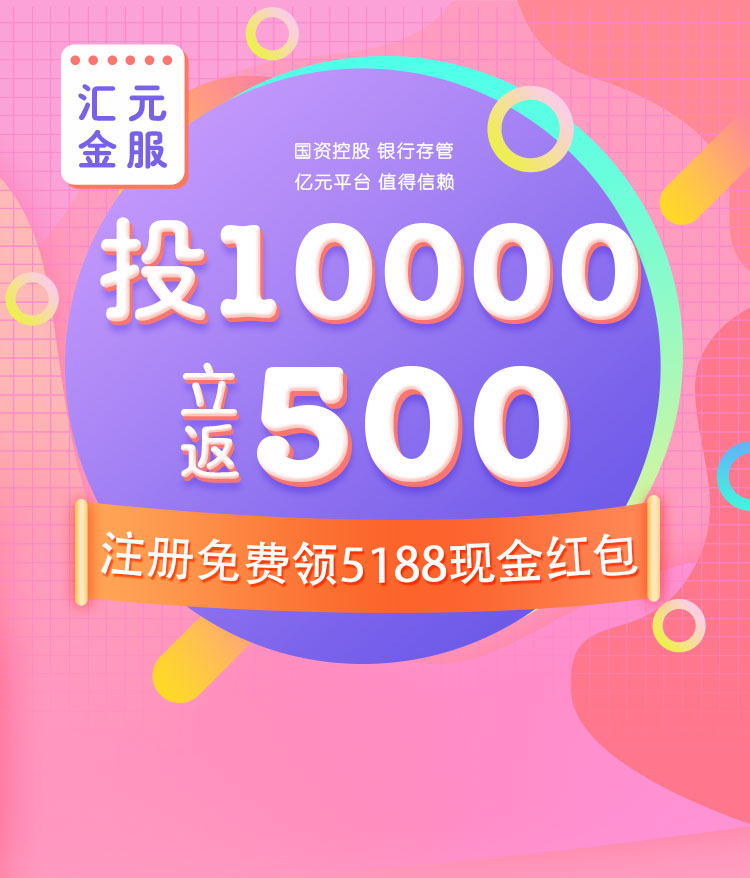 汇元
金服
国资控股 银行存管
亿元平台 值得信赖
投10000
立返500
注册免费领5188现金红包